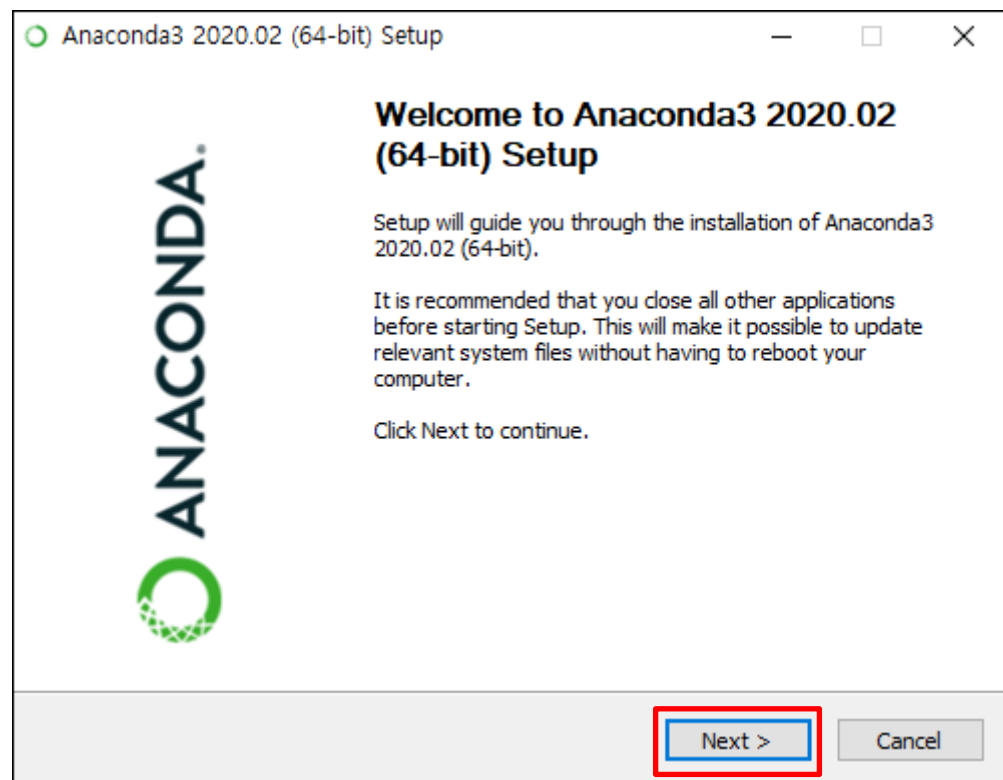 Anaconda3 2020.02 (64-bit) Setup
Welcome to Anaconda3 2020.02
(64-bit) Setup
Setup will guide you through the installation of Anaconda3
2020.02 (64-bit).
It is recommended that you close all other applications
before starting Setup. This will make it possible to update
relevant system files without having to reboot your
computer.
Click Next to continue.
ANACONDA.
Next >
Cancel